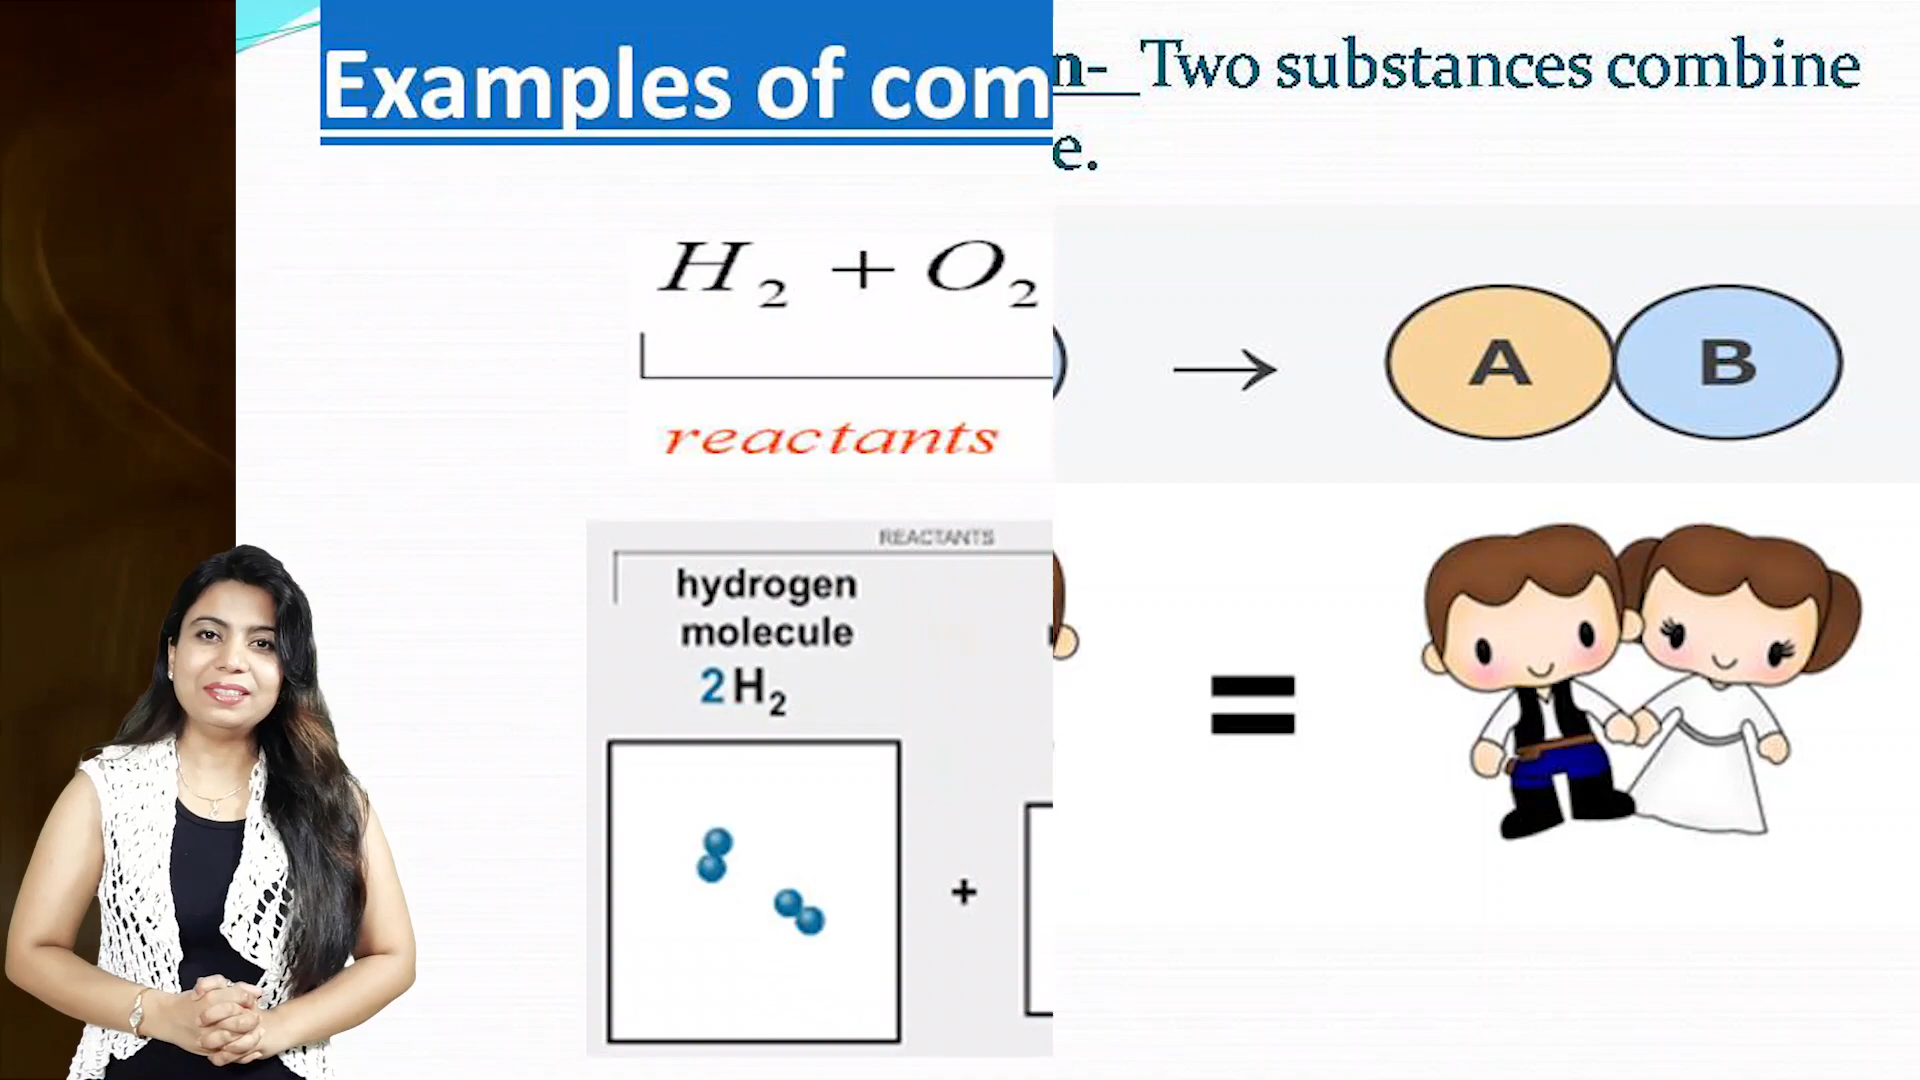 Examples of com
n- Two substances combine
e.
H₂ + O₂
reactants
→
A B
REACTANTS
hydrogen
molecule
2H₂
+
=